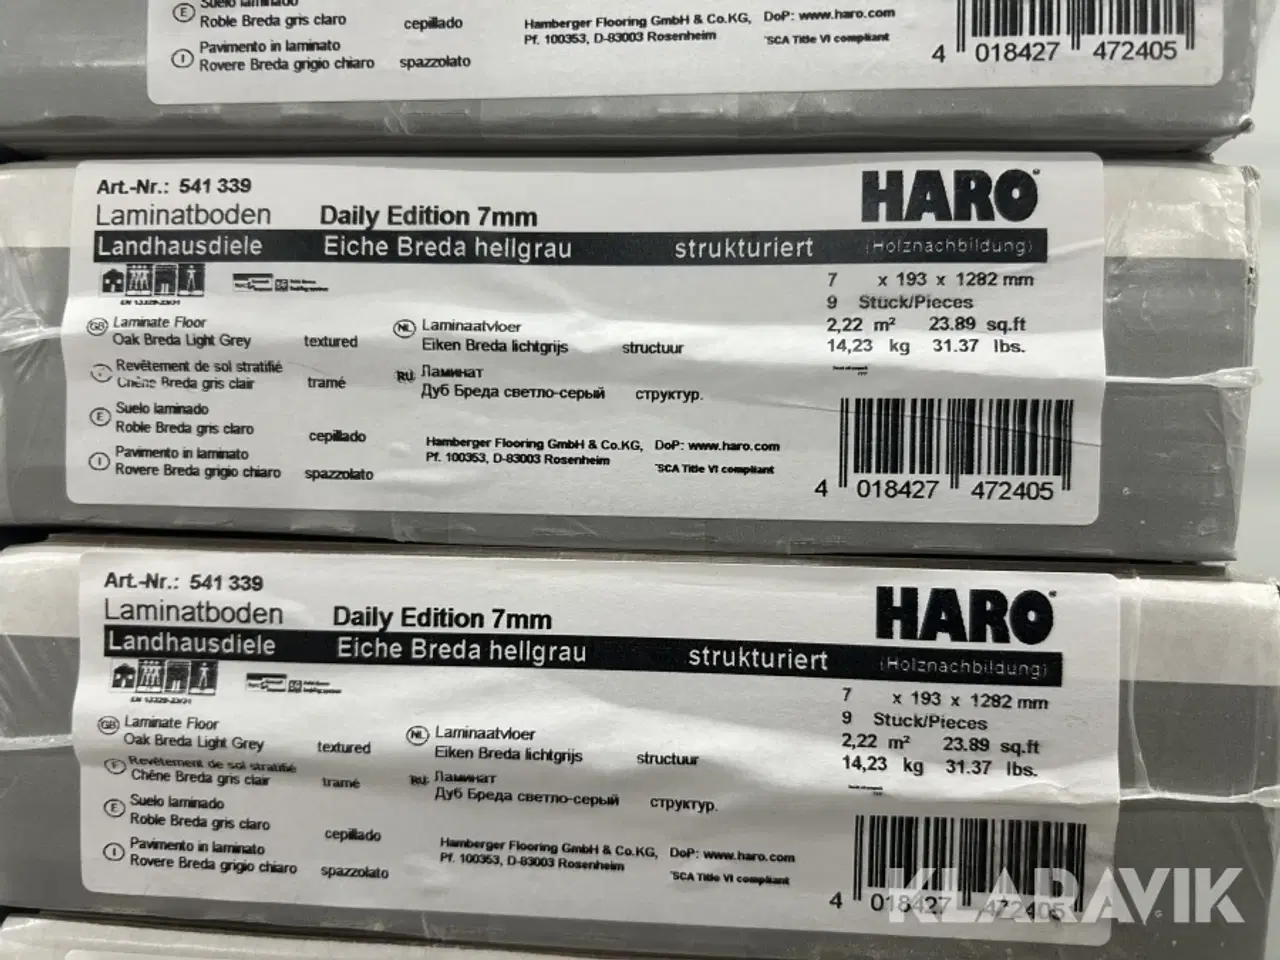 Suelo laminado
E Roble Breda gris claro cepillado
Hamberger Flooring GmbH & Co.KG, DoP: www.haro.com
Pf. 100353, D-83003 Rosenheim *SCA Title VI compliant
I Pavimento in laminato
Rovere Breda grigio chiaro spazzolato
4 018427 472405
Art.-Nr.: 541 339
HARO
Laminatboden Daily Edition 7mm
Landhausdiele Eiche Breda hellgrau strukturiert (Holznachbildung)
7 x 193 x 1282 mm
9 Stück/Pieces
2,22 m² 23.89 sq.ft
14,23 kg 31.37 lbs.
GB Laminate Floor
Oak Breda Light Grey textured
NL Laminaatvloer
Eiken Breda lichtgrijs structuur
Revêtement de sol stratifié
Chêne Breda gris clair tramé
RU Ламинат
Дуб Бреда светло-серый структур.
E Suelo laminado
Roble Breda gris claro cepillado
I Pavimento in laminato
Rovere Breda grigio chiaro spazzolato
Hamberger Flooring GmbH & Co.KG, DoP: www.haro.com
Pf. 100353, D-83003 Rosenheim *SCA Title VI compliant
4 018427 472405
Art.-Nr.: 541 339
HARO
Laminatboden Daily Edition 7mm
Landhausdiele Eiche Breda hellgrau strukturiert (Holznachbildung)
7 x 193 x 1282 mm
9 Stück/Pieces
2,22 m² 23.89 sq.ft
14,23 kg 31.37 lbs.
GB Laminate Floor
Oak Breda Light Grey textured
NL Laminaatvloer
Eiken Breda lichtgrijs structuur
F Revêtement de sol stratifié
Chêne Breda gris clair tramé
RU: Ламинат
Дуб Бреда светло-серый структур.
E Suelo laminado
Roble Breda gris claro cepillado
I Pavimento in laminato
Rovere Breda grigio chiaro spazzolato
Hamberger Flooring GmbH & Co.KG, DoP: www.haro.com
Pf. 100353, D-83003 Rosenheim *SCA Title VI compliant
4 018427 472405
KLARAVIK